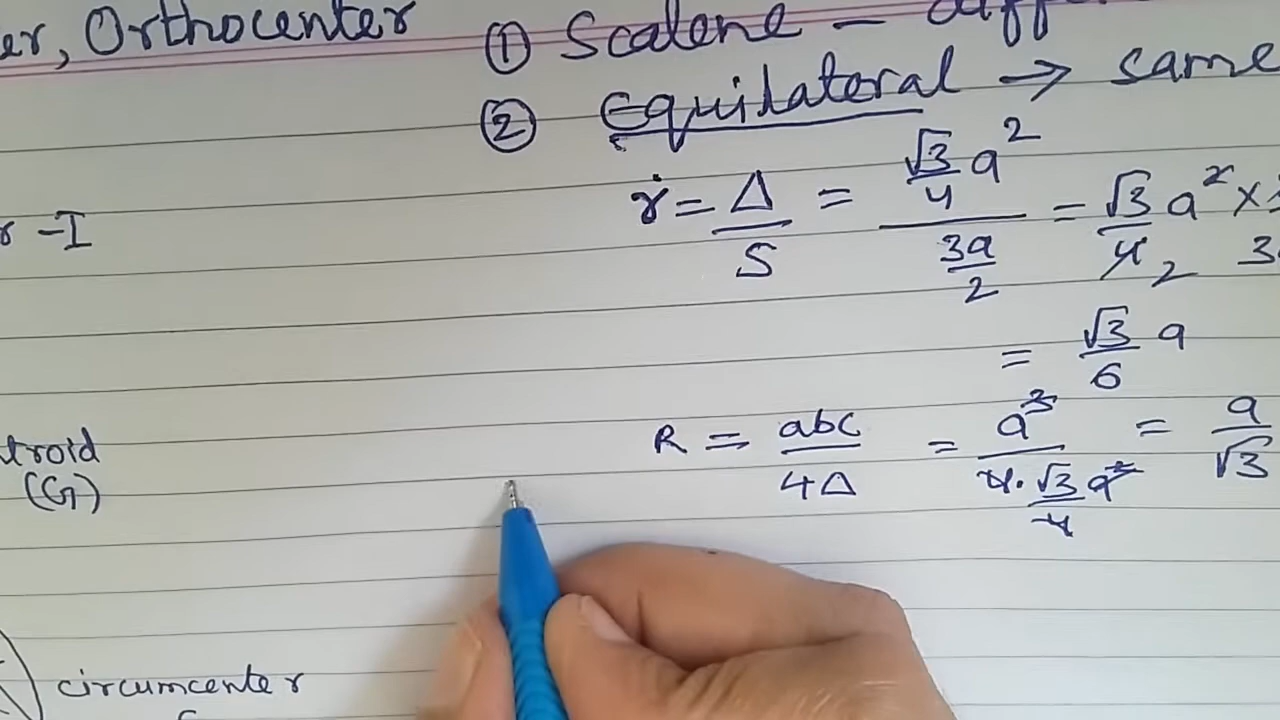 er, Orthocenter
① Scalene –
② Equilateral → same
r = Δ/S = (√3/4 a²)/(3a/2) = √3/4 2 a² ×
r – I
= √3/6 a
R = abc/4Δ = a³/(4·√3/4 a²) = a/√3
troid
(G)
circumcenter